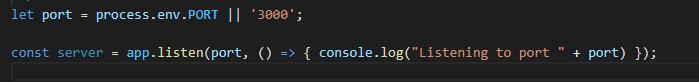 let port = process.env.PORT || '3000';
const server = app.listen(port, () => { console.log("Listening to port " + port) });